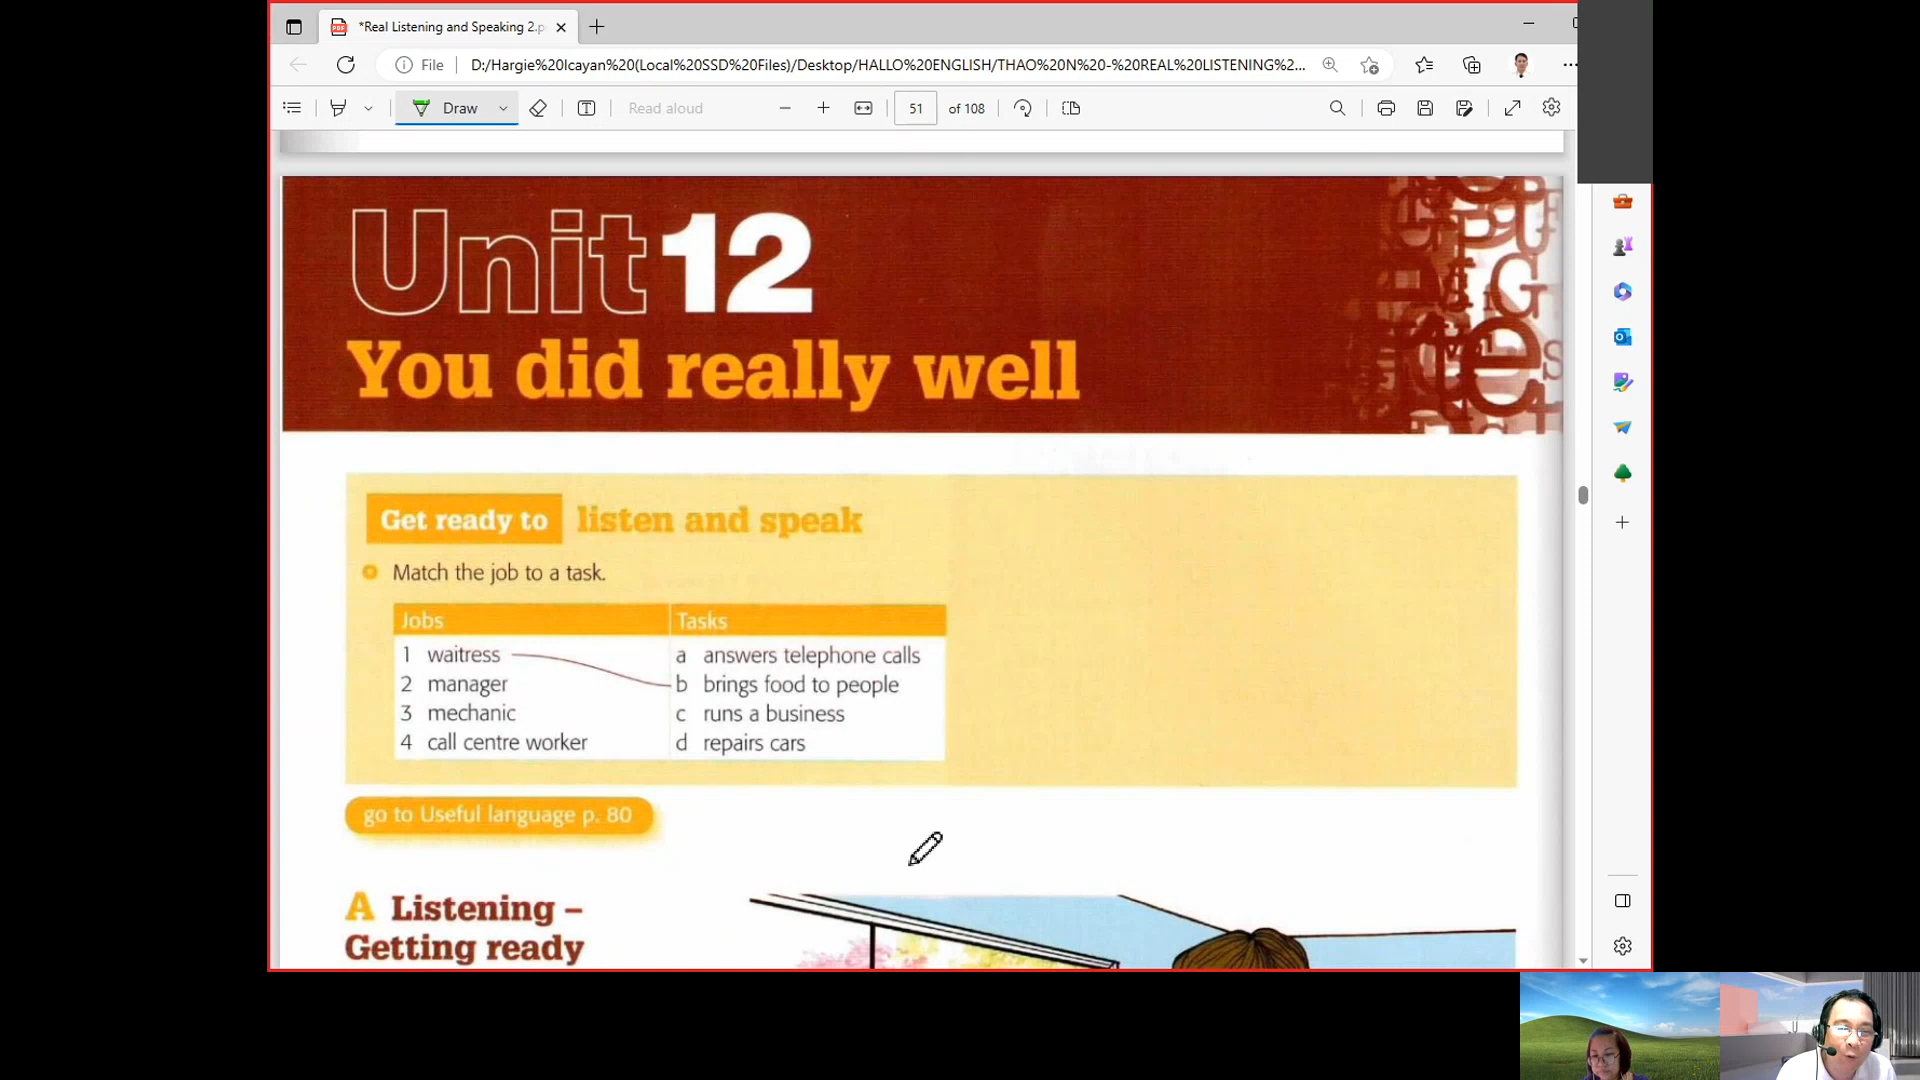 *Real Listening and Speaking 2.p
File
D:/Hargie%20Icayan%20(Local%20SSD%20Files)/Desktop/HALLO%20ENGLISH/THAO%20N%20-%20REAL%20LISTENING%2...
Draw
Read aloud
51 of 108
Unit 12
You did really well
Get ready to listen and speak
Match the job to a task.
Jobs Tasks
1 waitress a answers telephone calls
2 manager b brings food to people
3 mechanic c runs a business
4 call centre worker d repairs cars
go to Useful language p. 80
A Listening –
Getting ready